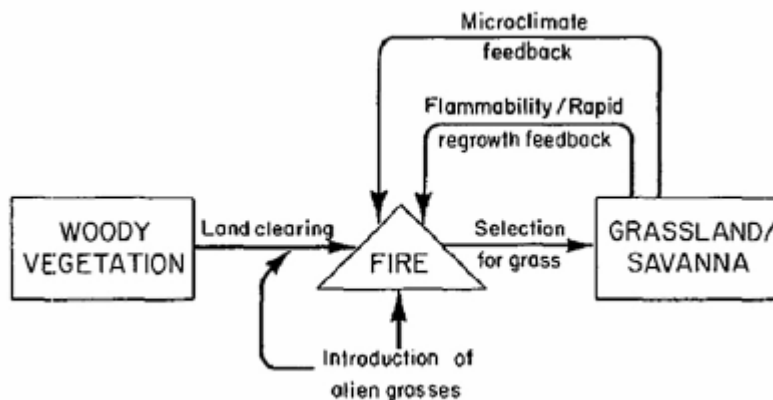 Microclimate
feedback
Flammability/Rapid
regrowth feedback
WOODY
VEGETATION
Land clearing
FIRE
Selection
for grass
GRASSLAND/
SAVANNA
Introduction of
alien grasses